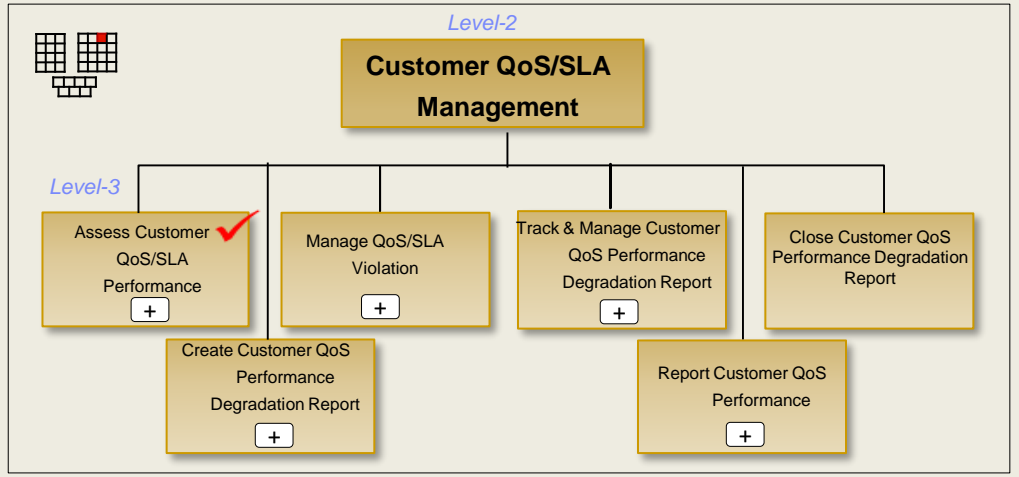 Level-2
Customer QoS/SLA
Management
Level-3
Assess Customer
QoS/SLA
Performance
+
Manage QoS/SLA
Violation
+
Track & Manage Customer
QoS Performance
Degradation Report
+
Close Customer QoS
Performance Degradation
Report
Create Customer QoS
Performance
Degradation Report
+
Report Customer QoS
Performance
+